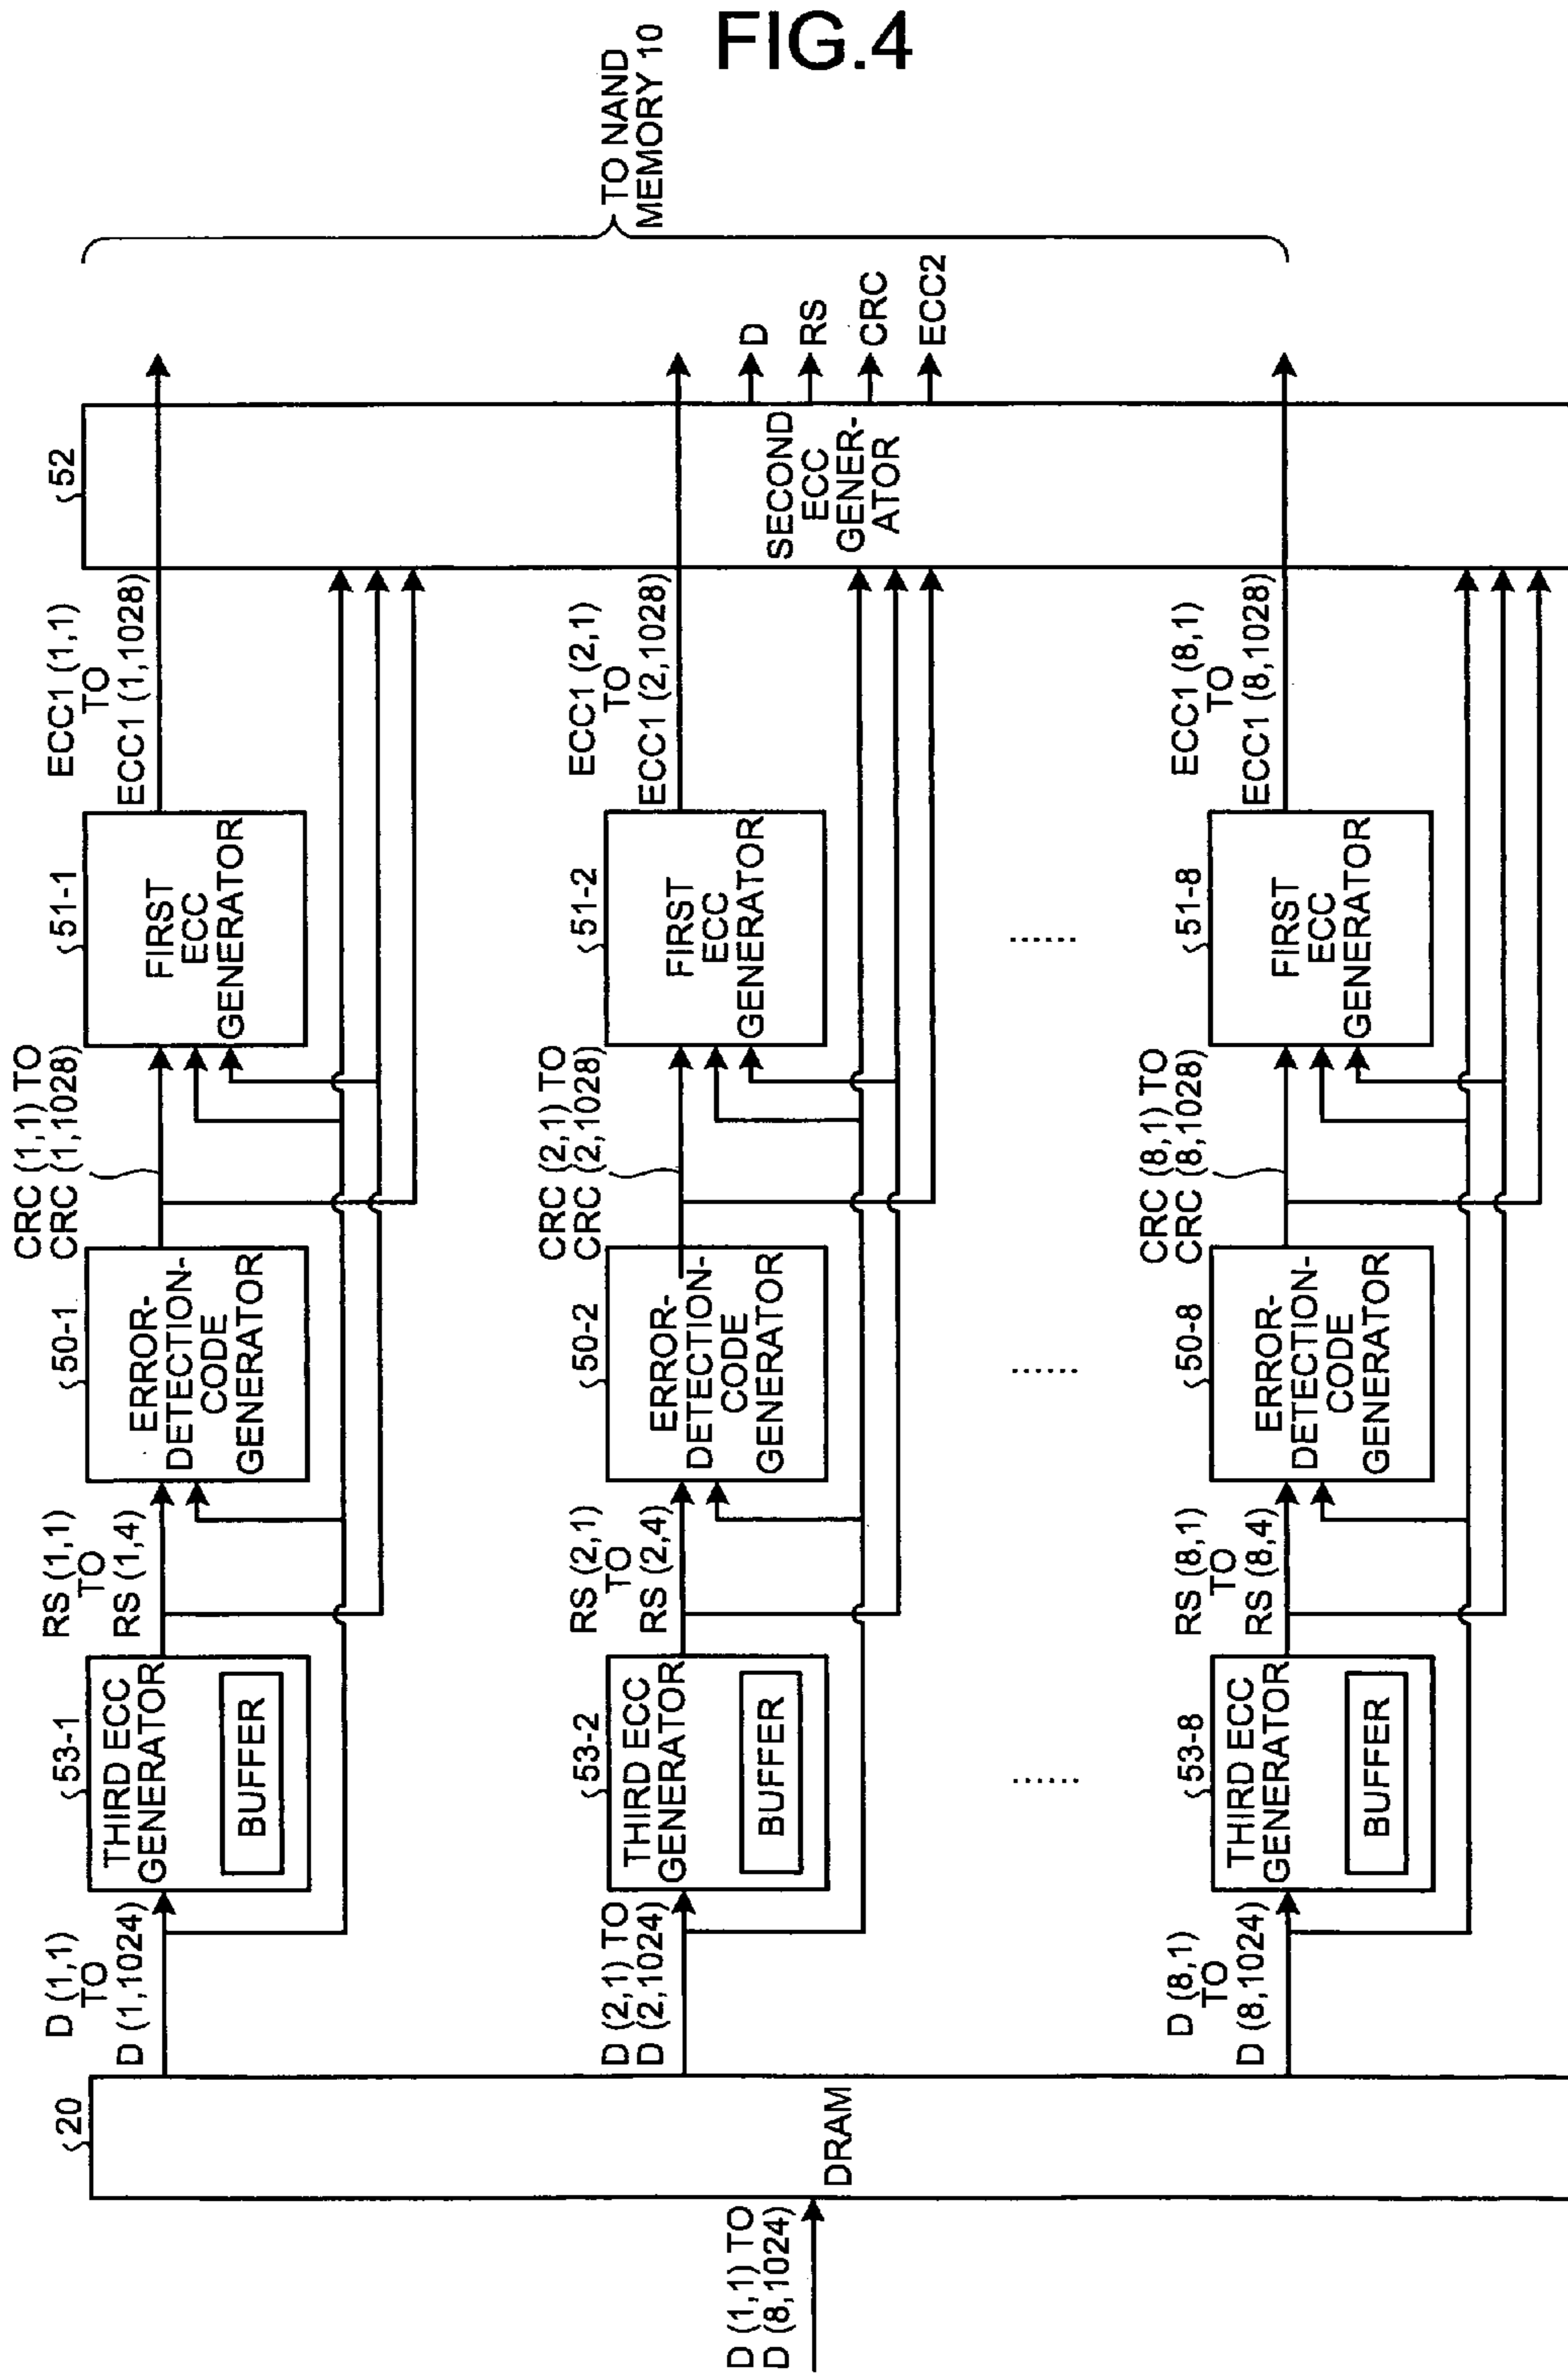 FIG.4
D (1,1) TO
D (8,1024)
20
DRAM
D (1,1)
TO
D (1,1024)
53-1
THIRD ECC
GENERATOR
BUFFER
RS (1,1)
TO
RS (1,4)
50-1
ERROR-
DETECTION-
CODE
GENERATOR
CRC (1,1) TO
CRC (1,1028)
51-1
FIRST
ECC
GENERATOR
ECC1 (1,1)
TO
ECC1 (1,1028)
D (2,1) TO
D (2,1024)
53-2
THIRD ECC
GENERATOR
BUFFER
RS (2,1)
TO
RS (2,4)
50-2
ERROR-
DETECTION-
CODE
GENERATOR
CRC (2,1) TO
CRC (2,1028)
51-2
FIRST
ECC
GENERATOR
ECC1 (2,1)
TO
ECC1 (2,1028)
......
......
......
D (8,1)
TO
D (8,1024)
53-8
THIRD ECC
GENERATOR
BUFFER
RS (8,1)
TO
RS (8,4)
50-8
ERROR-
DETECTION-
CODE
GENERATOR
CRC (8,1) TO
CRC (8,1028)
51-8
FIRST
ECC
GENERATOR
ECC1 (8,1)
TO
ECC1 (8,1028)
52
SECOND
ECC
GENER-
ATOR
D
RS
CRC
ECC2
TO NAND
MEMORY 10